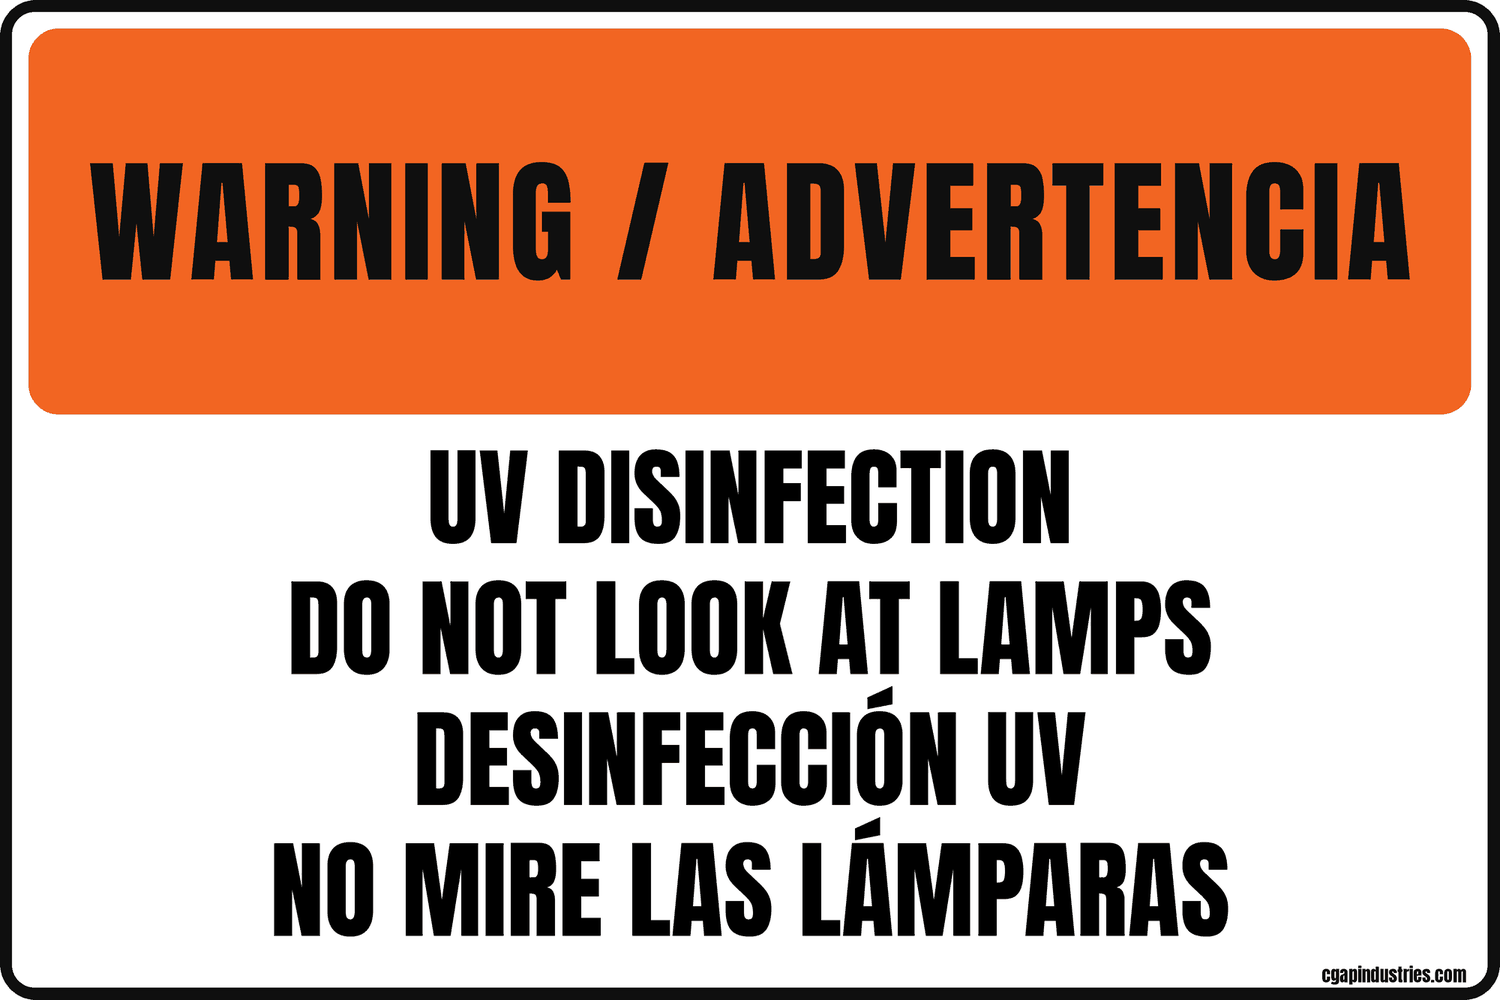 WARNING / ADVERTENCIA
UV DISINFECTION
DO NOT LOOK AT LAMPS
DESINFECCIÓN UV
NO MIRE LAS LÁMPARAS
cgapindustries.com